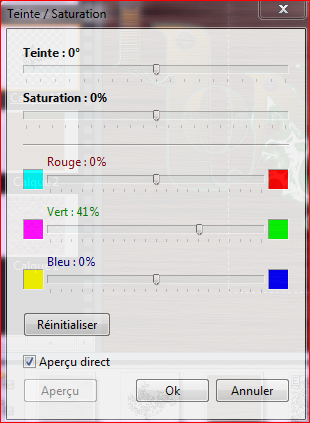 Teinte / Saturation
Teinte : 0°
Saturation : 0%
Rouge : 0%
Vert : 41%
Bleu : 0%
Réinitialiser
Aperçu direct
Aperçu Ok Annuler